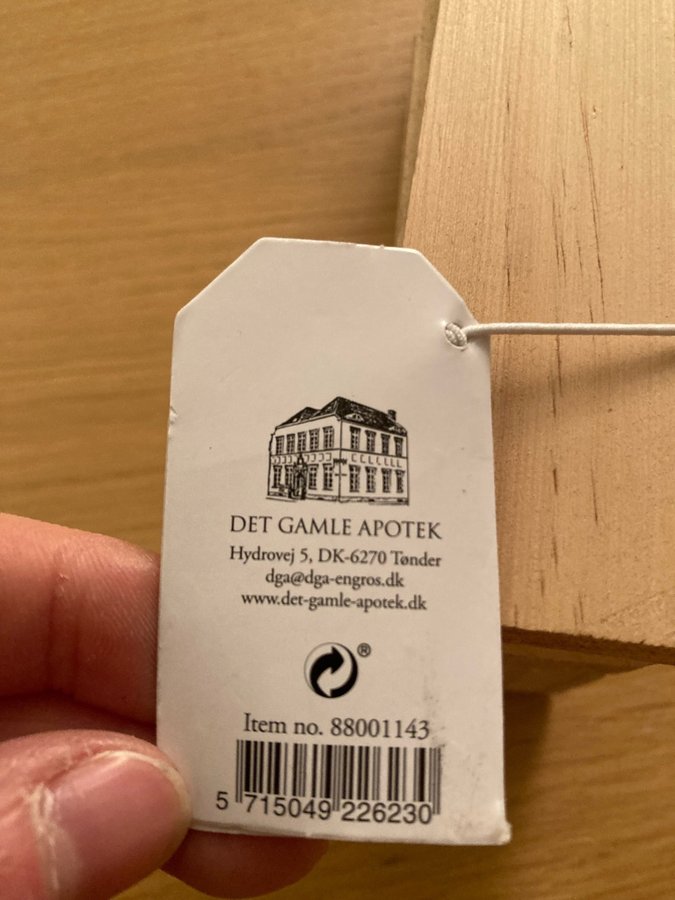 DET GAMLE APOTEK
Hydrovej 5, DK-6270 Tønder
dga@dga-engros.dk
www.det-gamle-apotek.dk
®
Item no. 88001143
5 715049 226230